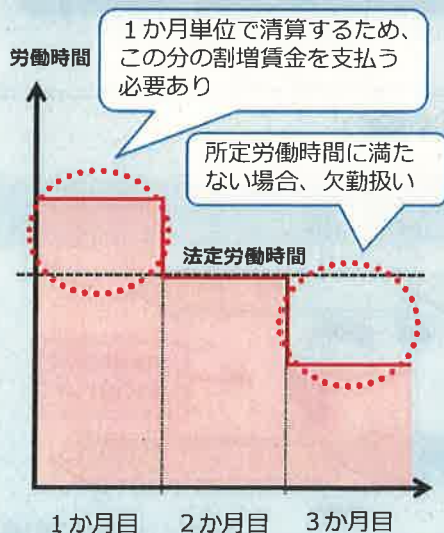 1か月単位で清算するため、
この分の割増賃金を支払う
必要あり
労働時間
所定労働時間に満た
ない場合、欠勤扱い
法定労働時間
1か月目 2か月目 3か月目